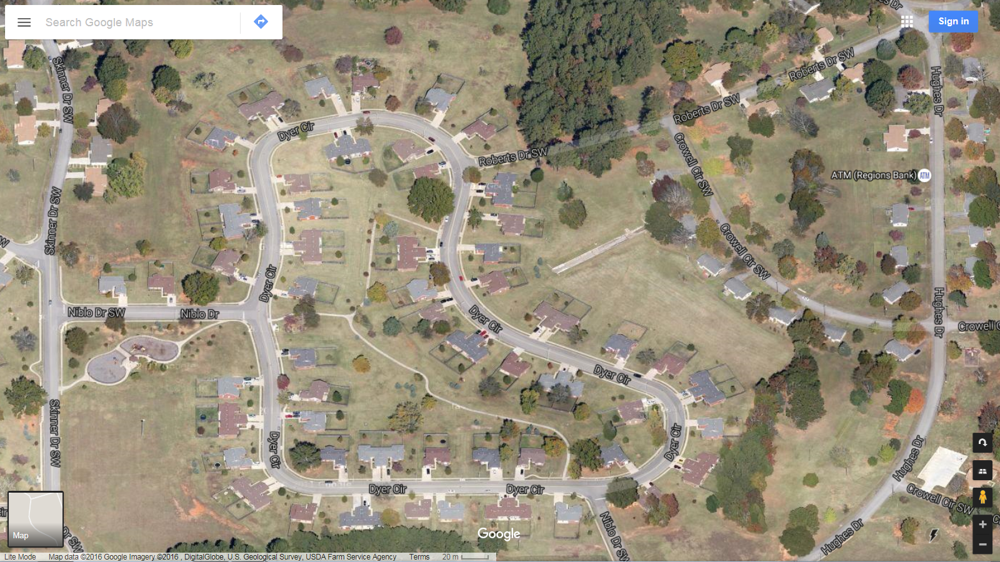 Search Google Maps
Sign in
Skinner Dr SW
Roberts Dr SW
Hughes Dr
Roberts Dr SW
Dyer Cir
Roberts Dr SW
Crowell Cir SW
ATM (Regions Bank)
ATM
Skinner Dr SW
Crowell Cir SW
Dyer Cir
Niblo Dr SW
Niblo Dr
Dyer Cir
Hughes Dr
Crowell C
Dyer Cir
Skinner Dr SW
Dyer Cir
Dyer Cir
Hughes Dr
Dyer Cir
Dyer Cir
Crowell Cir SW
Niblo Dr SW
Hughes Dr
Dr SW
Map
Google
Lite Mode
Map data ©2016 Google Imagery ©2016 , DigitalGlobe, U.S. Geological Survey, USDA Farm Service Agency
Terms
20 m